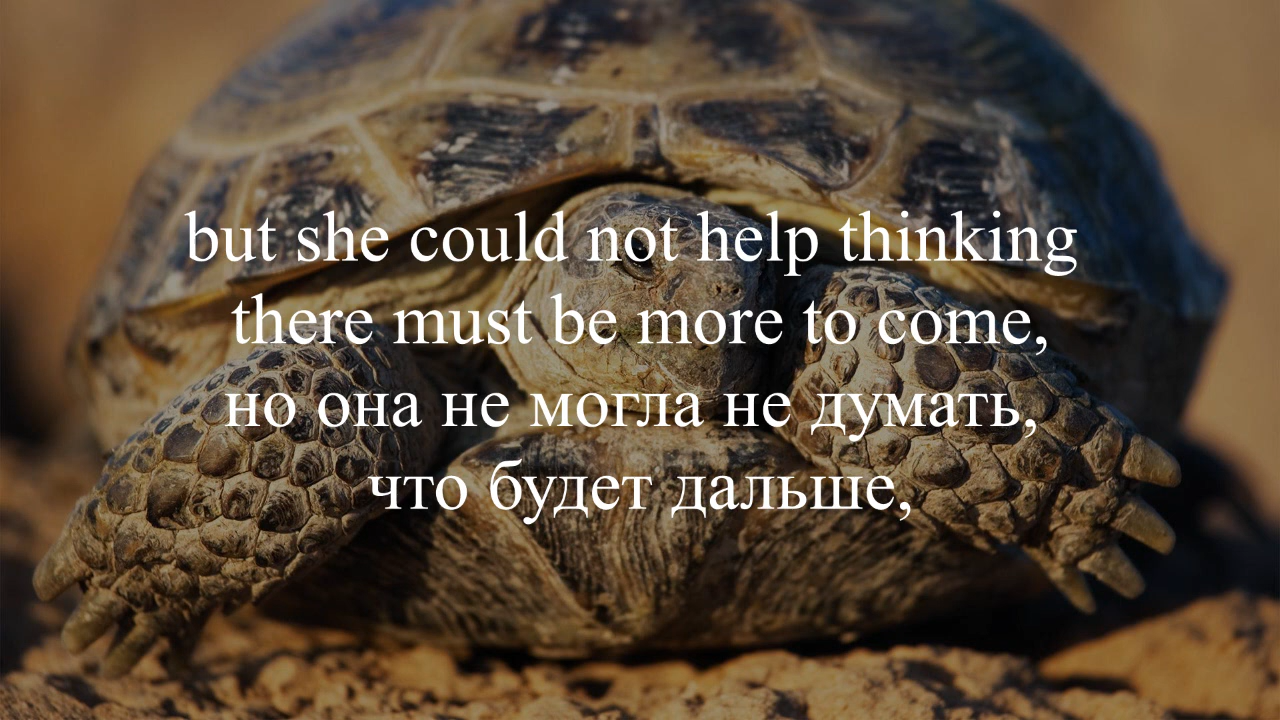 but she could not help thinking
there must be more to come,
но она не могла не думать,
что будет дальше,